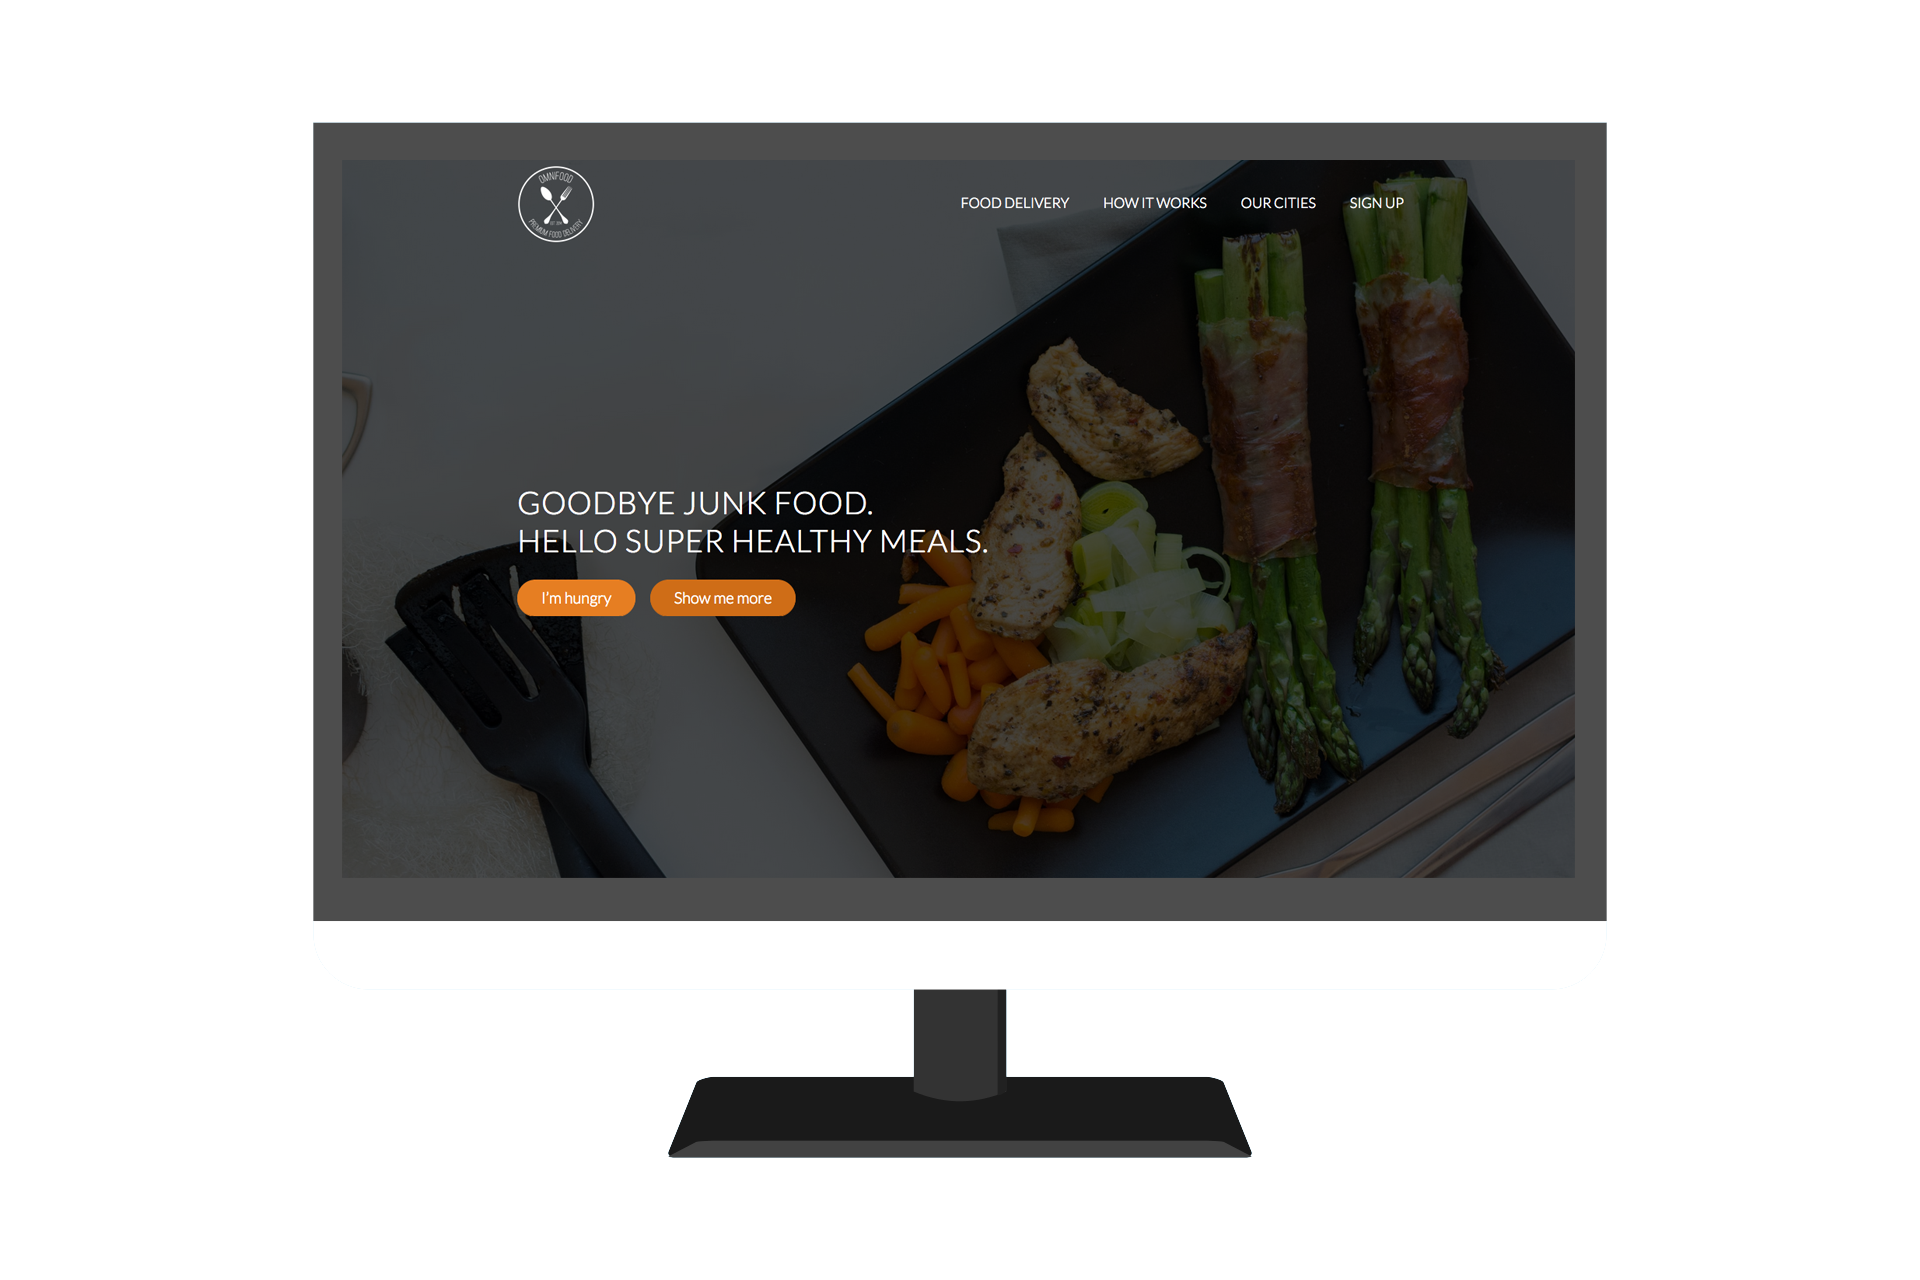 OMNIFOOD
PREMIUM FOOD DELIVERY
FOOD DELIVERY
HOW IT WORKS
OUR CITIES
SIGN UP
GOODBYE JUNK FOOD.
HELLO SUPER HEALTHY MEALS.
I'm hungry
Show me more